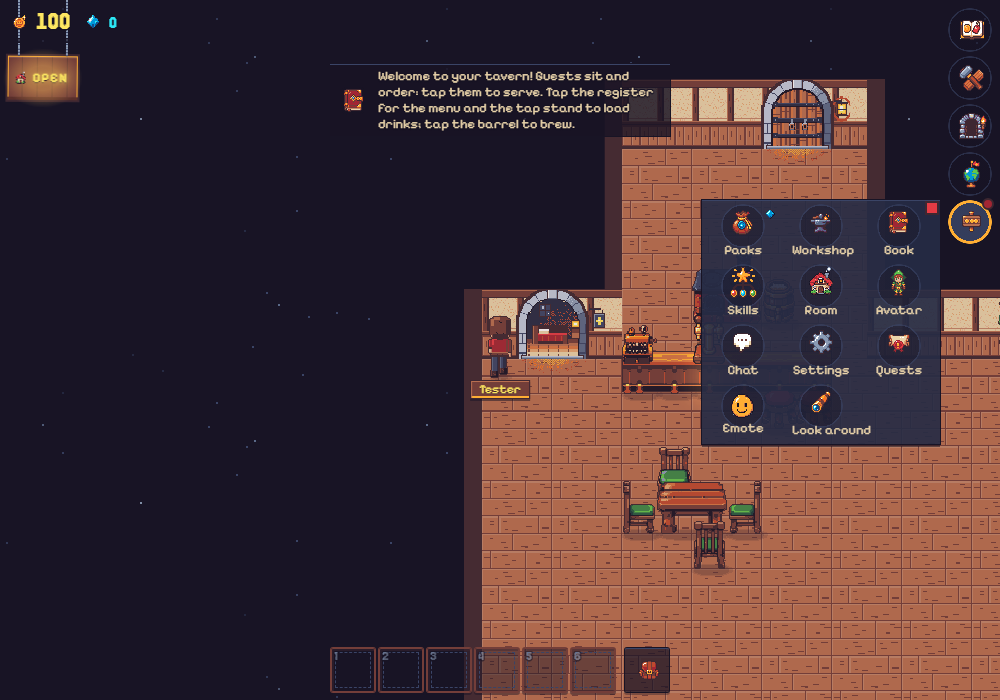 100
0
OPEN
Welcome to your tavern! Guests sit and
order: tap them to serve. Tap the register
for the menu and the tap stand to load
drinks: tap the barrel to brew.
Packs
Workshop
Book
Skills
Room
Avatar
Chat
Settings
Quests
Emote
Look around
Tester
1
2
3
4
5
6